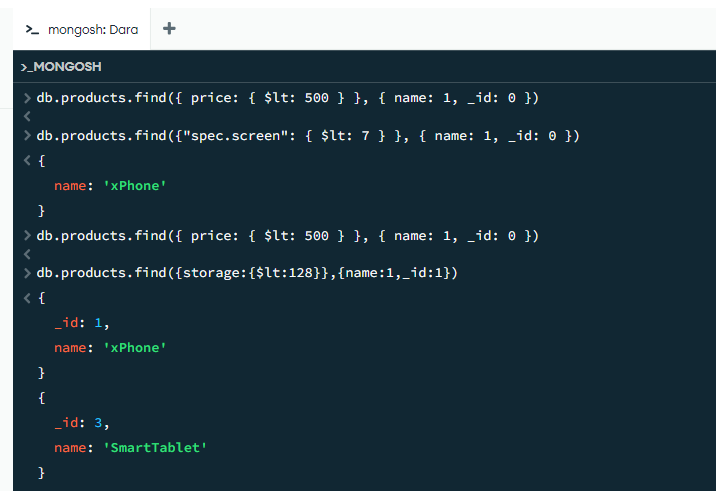 >_ mongosh: Dara +
>_MONGOSH
> db.products.find({ price: { $lt: 500 } }, { name: 1, _id: 0 })
<
> db.products.find({"spec.screen": { $lt: 7 } }, { name: 1, _id: 0 })
< {
name: 'xPhone'
}
> db.products.find({ price: { $lt: 500 } }, { name: 1, _id: 0 })
<
> db.products.find({storage:{$lt:128}},{name:1,_id:1})
< {
_id: 1,
name: 'xPhone'
}
{
_id: 3,
name: 'SmartTablet'
}